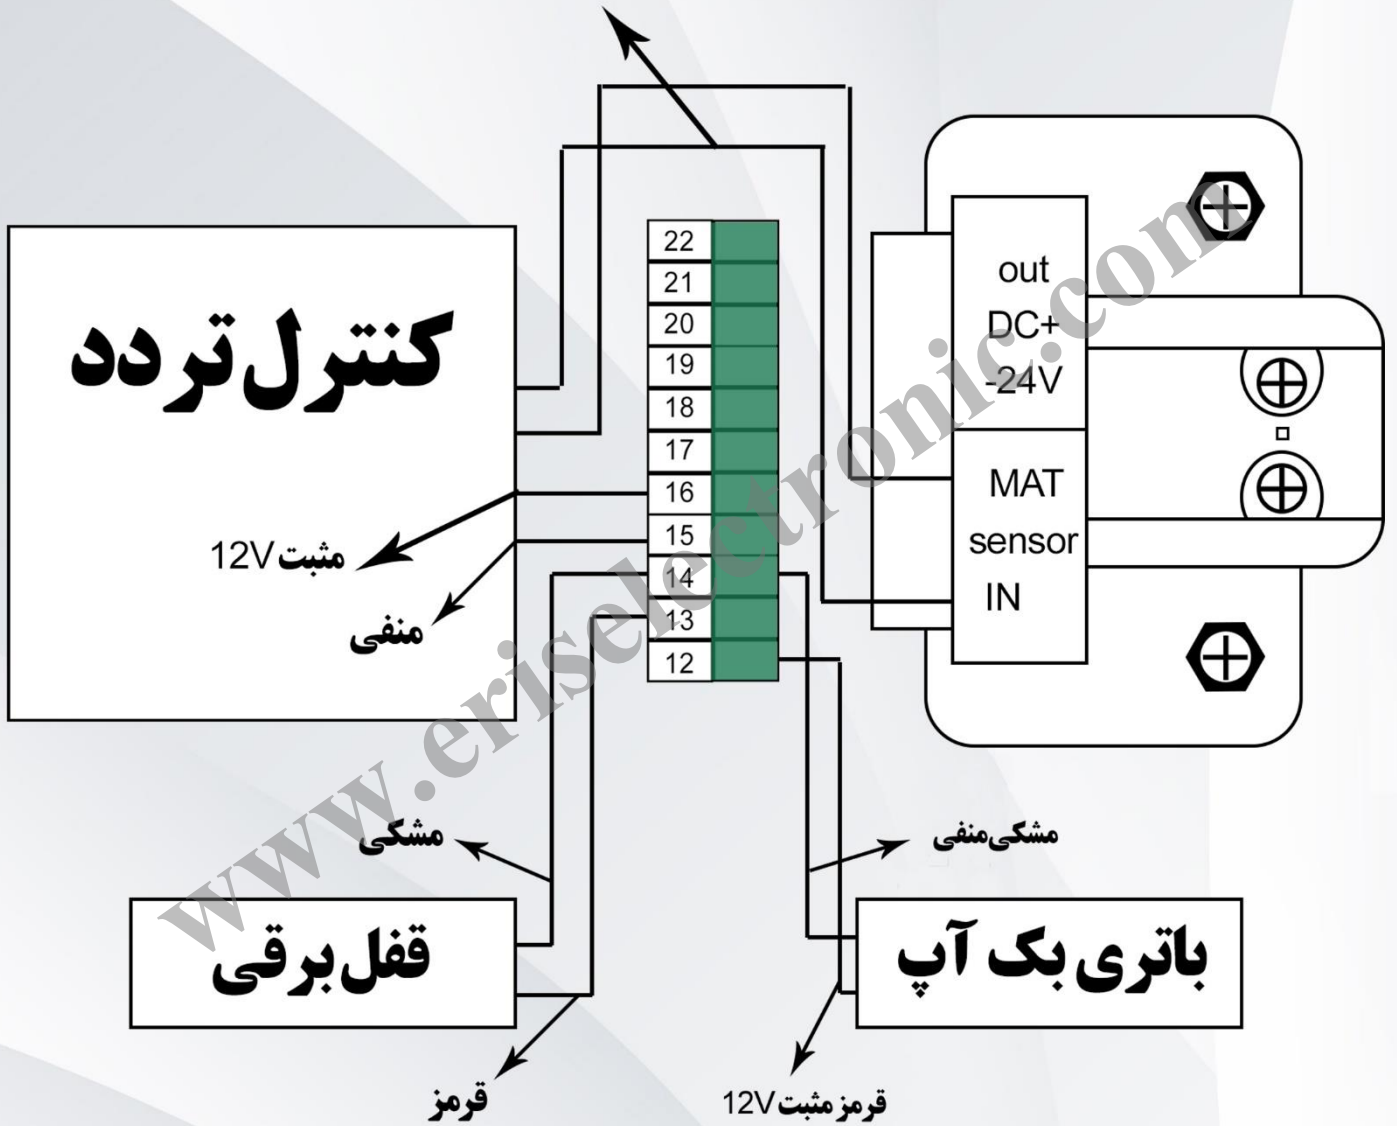 22
21
20
19
18
17
16
15
14
13
12
کنترل تردد
مثبت 12V
منفی
out
DC+
-24V
MAT
sensor
IN
مشکی
مشکی منفی
قفل برقی
باتری بک آپ
قرمز
قرمز مثبت 12V
www.eriselectronic.com